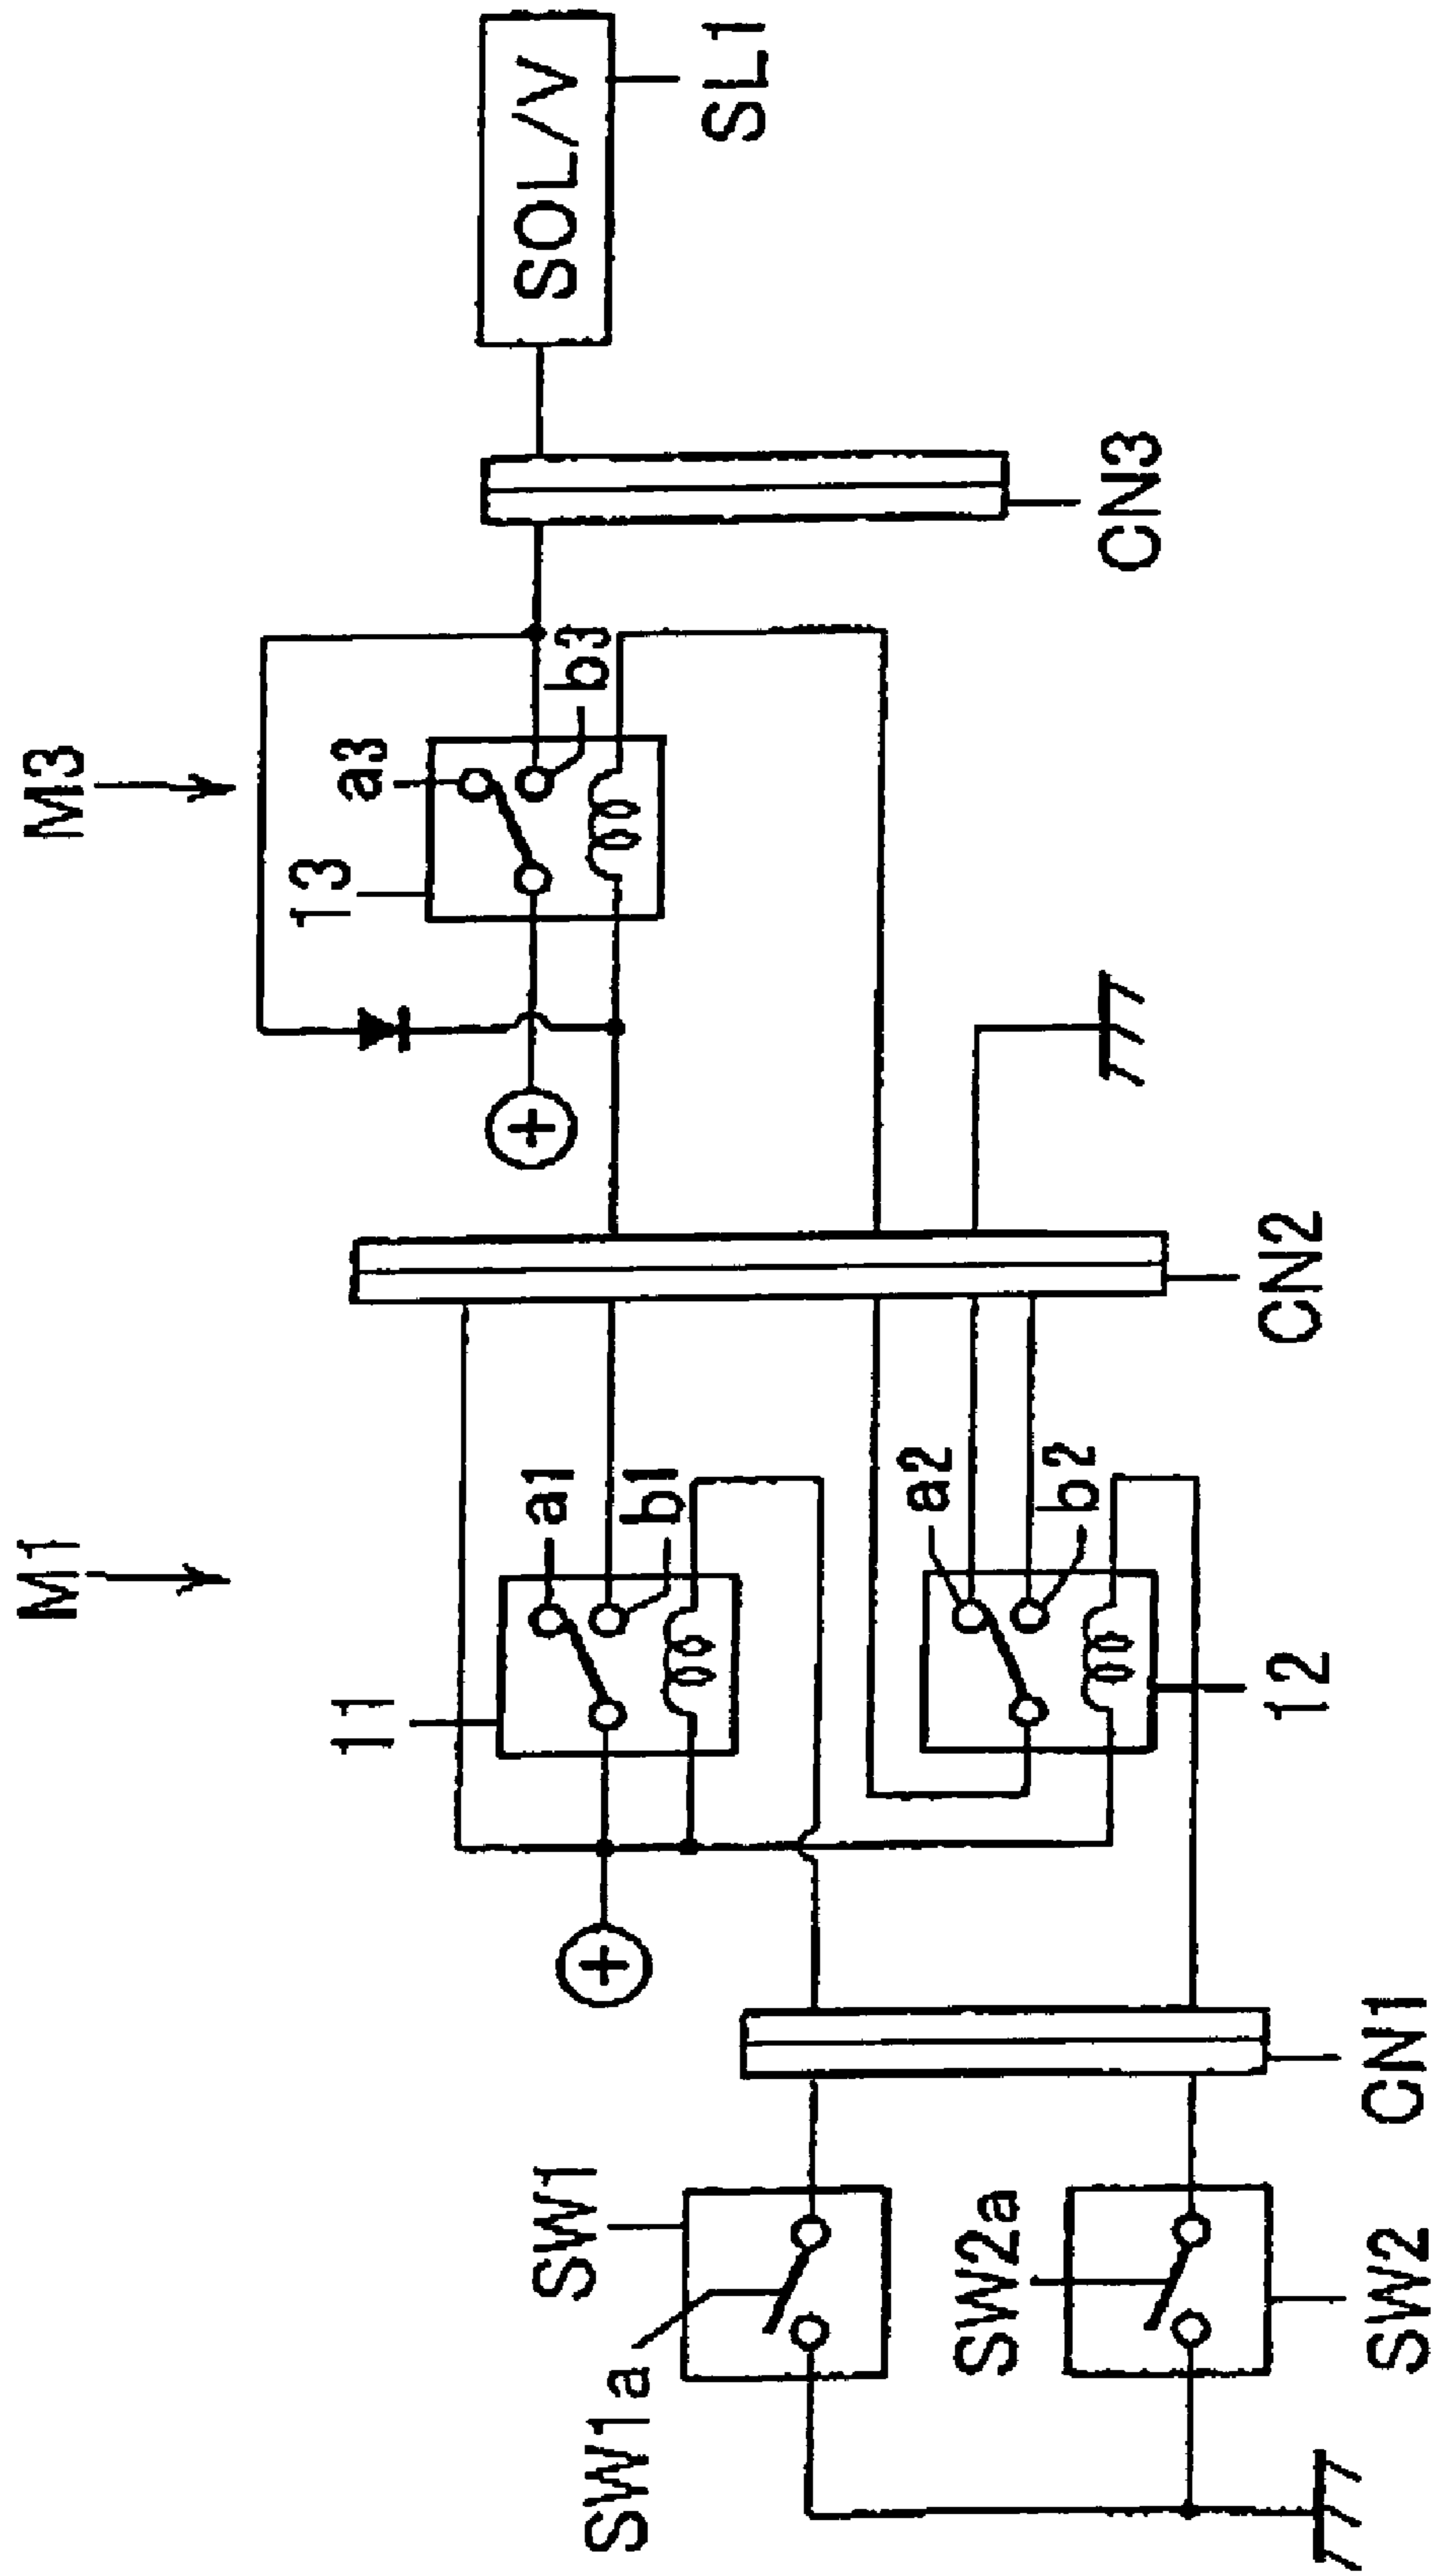 M1
M3
11
a1
b1
12
a2
b2
13
a3
b3
+
+
SOL/V
SL1
SW1
SW1a
SW2a
SW2
CN1
CN2
CN3